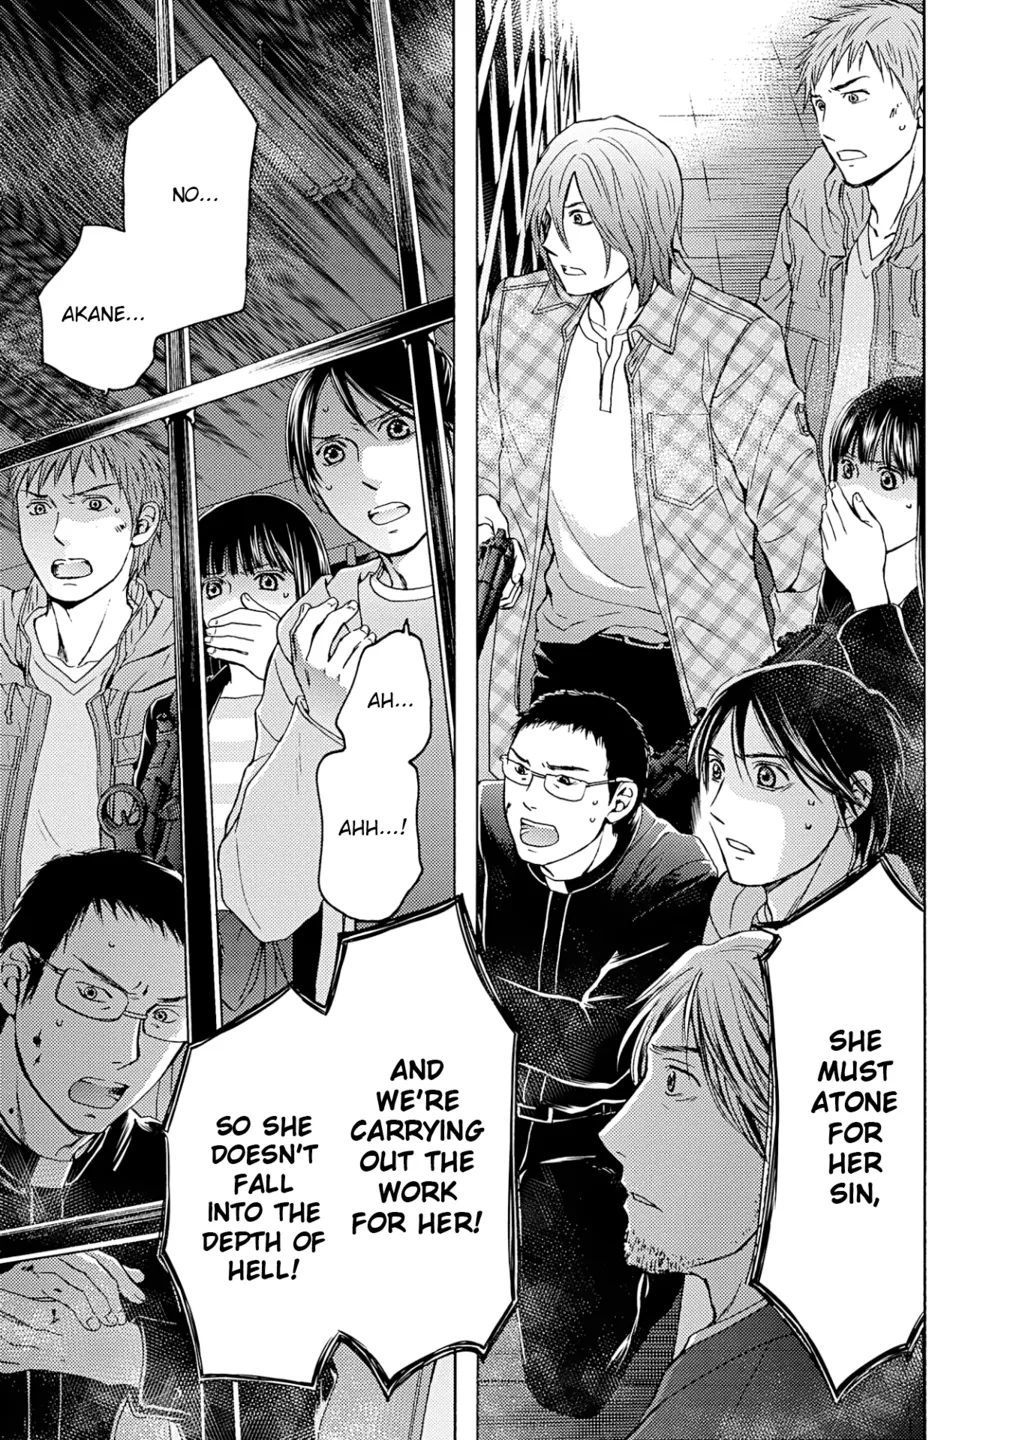 SHE
MUST
ATONE
FOR
HER
SIN,
AND
WE'RE
CARRYING
OUT THE
WORK
FOR HER!
SO SHE
DOESN'T
FALL
INTO THE
DEPTH OF
HELL!
NO...
AKANE...
AH...
AHH...!